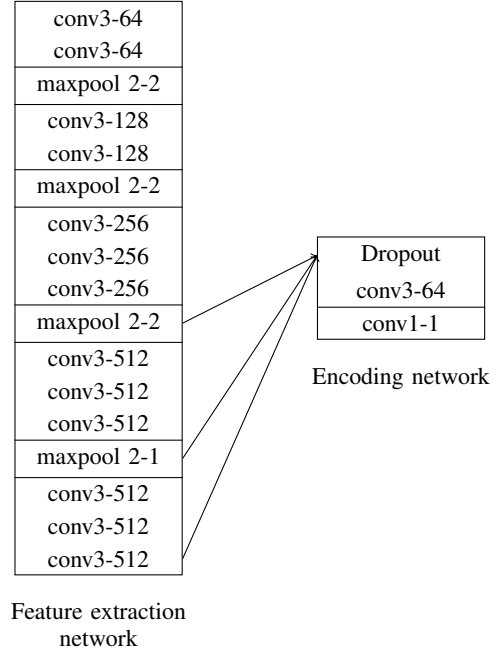 conv3-64
conv3-64
maxpool 2-2
conv3-128
conv3-128
maxpool 2-2
conv3-256
conv3-256
conv3-256
maxpool 2-2
conv3-512
conv3-512
conv3-512
maxpool 2-1
conv3-512
conv3-512
conv3-512
Feature extraction
network
Dropout
conv3-64
conv1-1
Encoding network